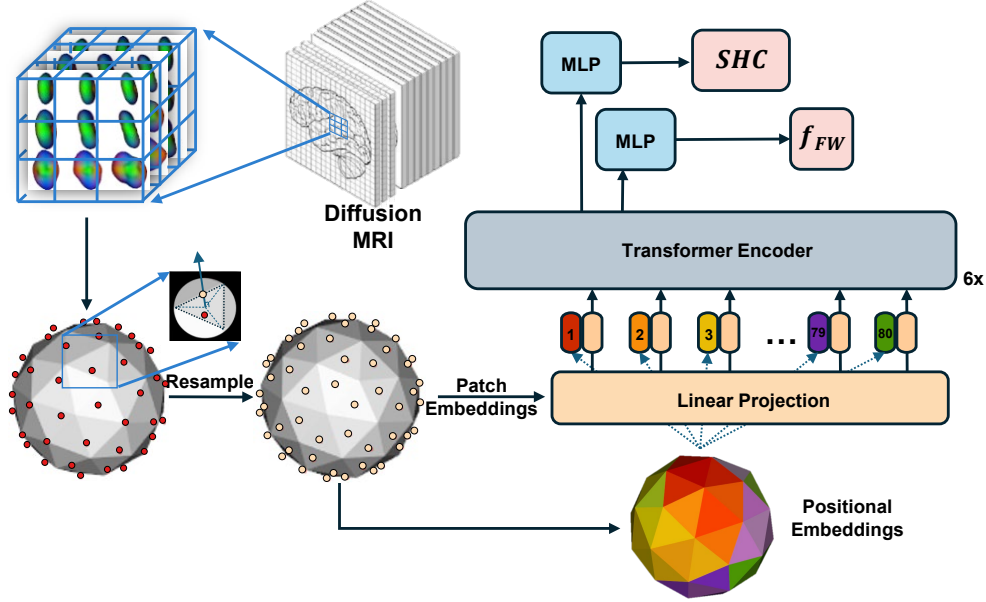 MLP
SHC
MLP
f_FW
Diffusion
MRI
Transformer Encoder
6x
1
2
3
...
79
80
Resample
Patch
Embeddings
Linear Projection
Positional
Embeddings